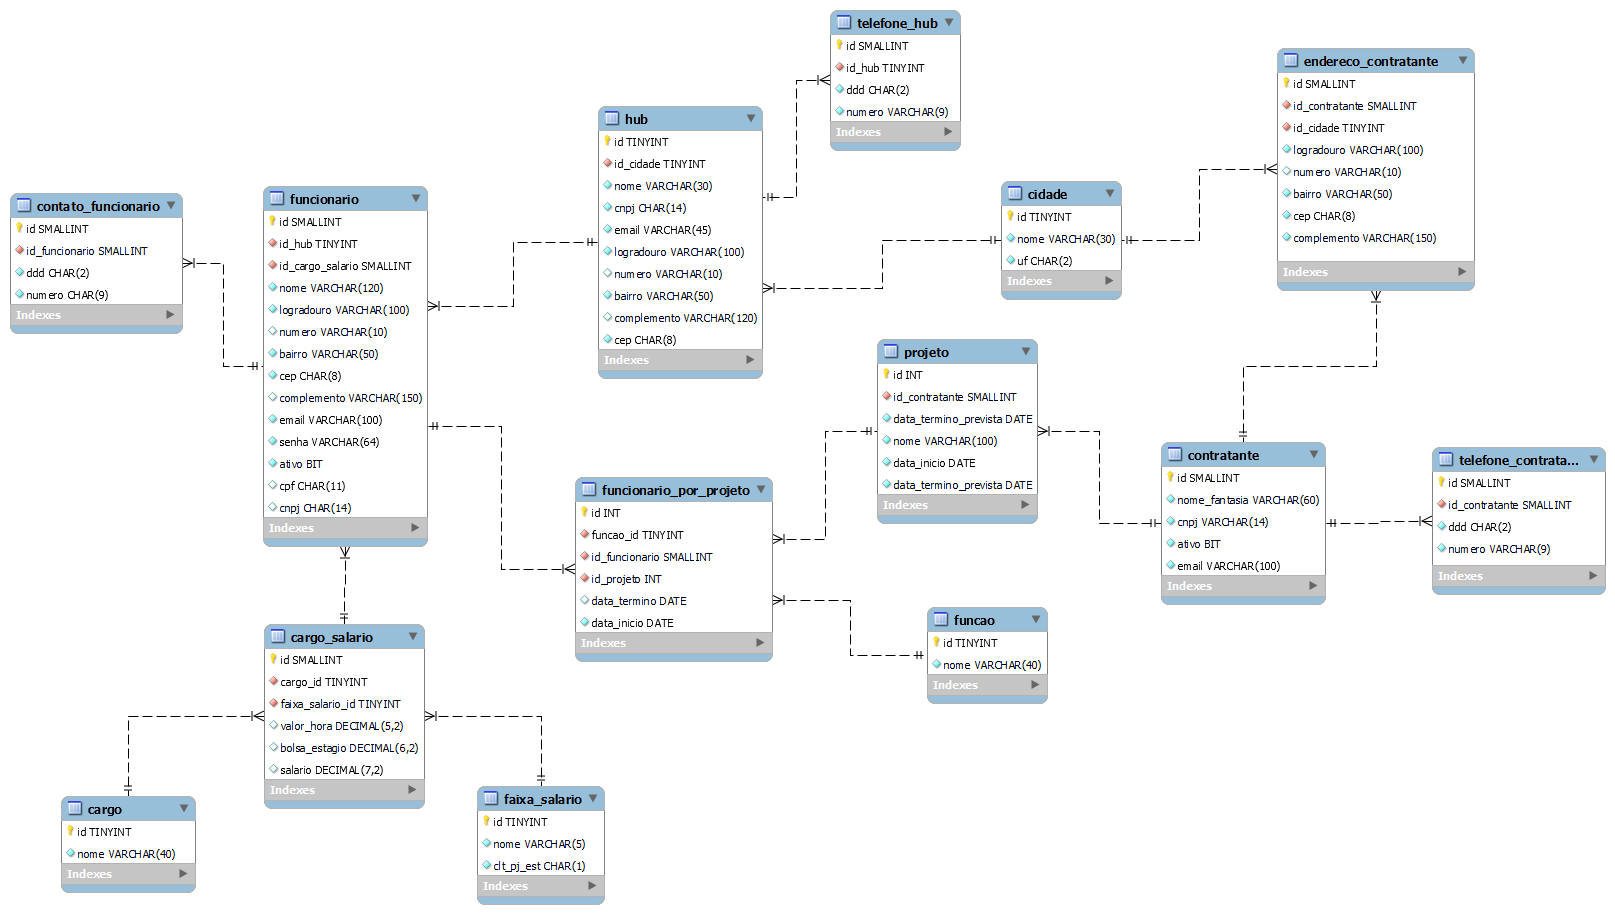 telefone_hub
id SMALLINT
id_hub TINYINT
ddd CHAR(2)
numero VARCHAR(9)
Indexes
endereco_contratante
id SMALLINT
id_contratante SMALLINT
id_cidade TINYINT
logradouro VARCHAR(100)
numero VARCHAR(10)
bairro VARCHAR(50)
cep CHAR(8)
complemento VARCHAR(150)
Indexes
hub
id TINYINT
id_cidade TINYINT
nome VARCHAR(30)
cnpj CHAR(14)
email VARCHAR(45)
logradouro VARCHAR(100)
numero VARCHAR(10)
bairro VARCHAR(50)
complemento VARCHAR(120)
cep CHAR(8)
Indexes
cidade
id TINYINT
nome VARCHAR(30)
uf CHAR(2)
Indexes
contato_funcionario
id SMALLINT
id_funcionario SMALLINT
ddd CHAR(2)
numero CHAR(9)
Indexes
funcionario
id SMALLINT
id_hub TINYINT
id_cargo_salario SMALLINT
nome VARCHAR(120)
logradouro VARCHAR(100)
numero VARCHAR(10)
bairro VARCHAR(50)
cep CHAR(8)
complemento VARCHAR(150)
email VARCHAR(100)
senha VARCHAR(64)
ativo BIT
cpf CHAR(11)
cnpj CHAR(14)
Indexes
projeto
id INT
id_contratante SMALLINT
data_termino_prevista DATE
nome VARCHAR(100)
data_inicio DATE
data_termino_prevista DATE
Indexes
contratante
id SMALLINT
nome_fantasia VARCHAR(60)
cnpj VARCHAR(14)
ativo BIT
email VARCHAR(100)
Indexes
telefone_contrata...
id SMALLINT
id_contratante SMALLINT
ddd CHAR(2)
numero VARCHAR(9)
Indexes
funcionario_por_projeto
id INT
funcao_id TINYINT
id_funcionario SMALLINT
id_projeto INT
data_termino DATE
data_inicio DATE
Indexes
funcao
id TINYINT
nome VARCHAR(40)
Indexes
cargo_salario
id SMALLINT
cargo_id TINYINT
faixa_salario_id TINYINT
valor_hora DECIMAL(5,2)
bolsa_estagio DECIMAL(6,2)
salario DECIMAL(7,2)
Indexes
cargo
id TINYINT
nome VARCHAR(40)
Indexes
faixa_salario
id TINYINT
nome VARCHAR(5)
clt_pj_est CHAR(1)
Indexes